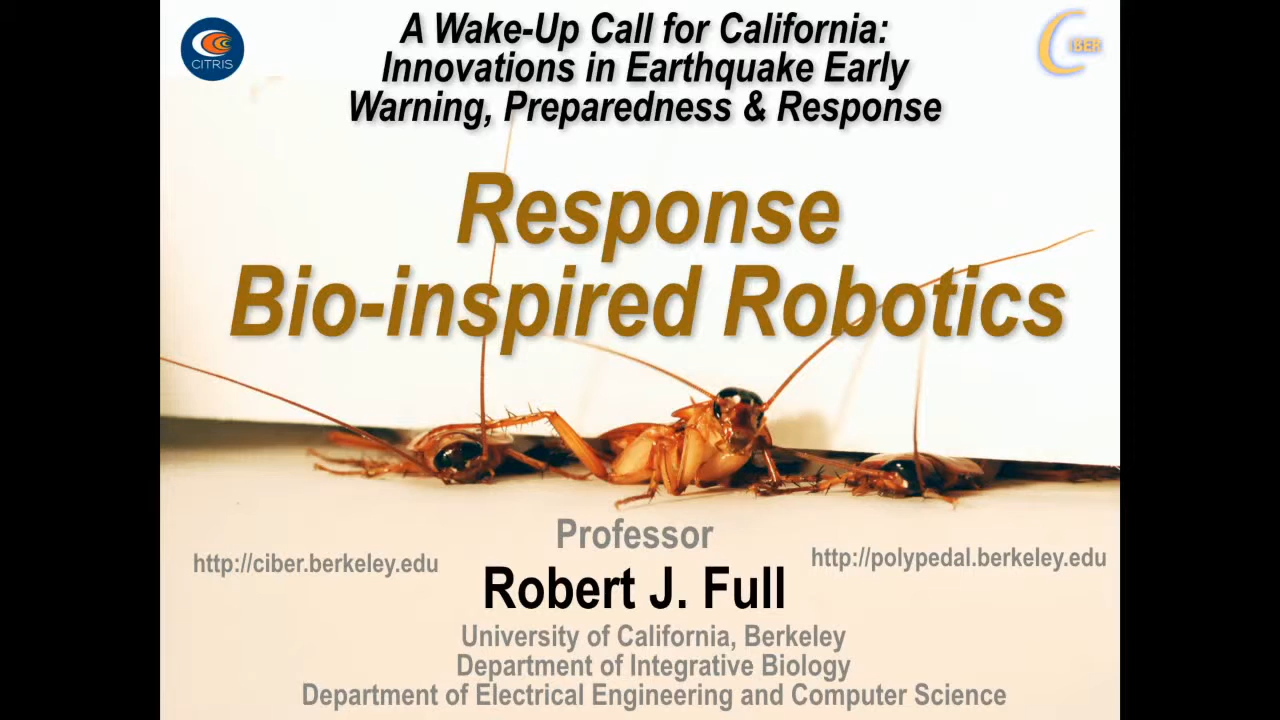 A Wake-Up Call for California:
Innovations in Earthquake Early
Warning, Preparedness & Response
CITRIS
CIBER
Response
Bio-inspired Robotics
Professor
http://ciber.berkeley.edu
http://polypedal.berkeley.edu
Robert J. Full
University of California, Berkeley
Department of Integrative Biology
Department of Electrical Engineering and Computer Science